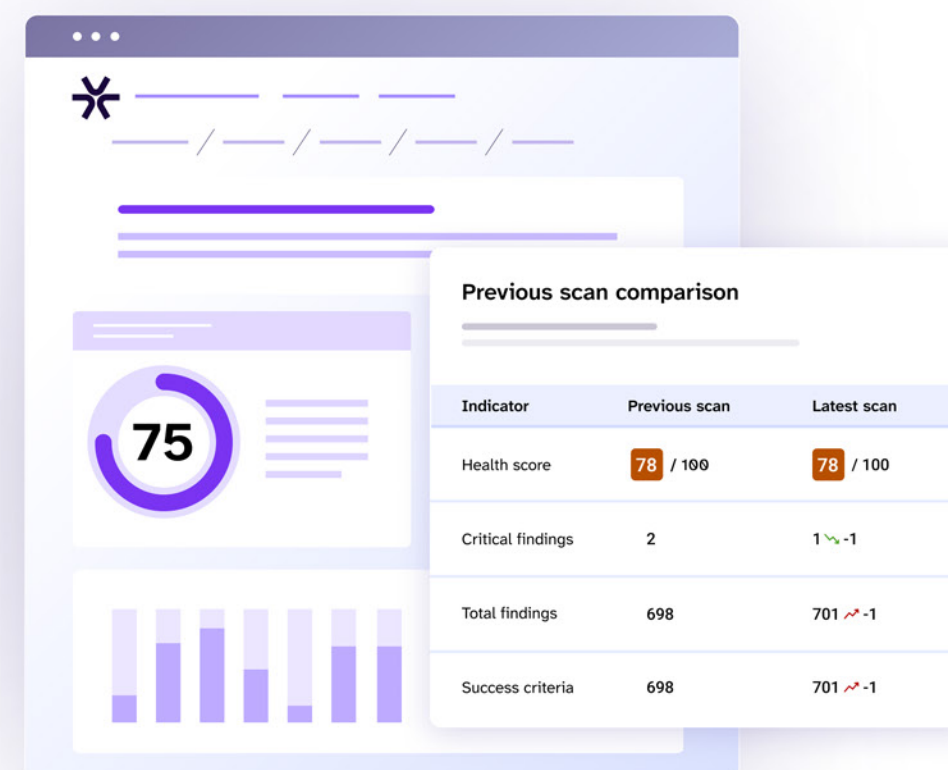 75
Previous scan comparison
Indicator Previous scan Latest scan
Health score 78 / 100 78 / 100
Critical findings 2 1 -1
Total findings 698 701 -1
Success criteria 698 701 -1